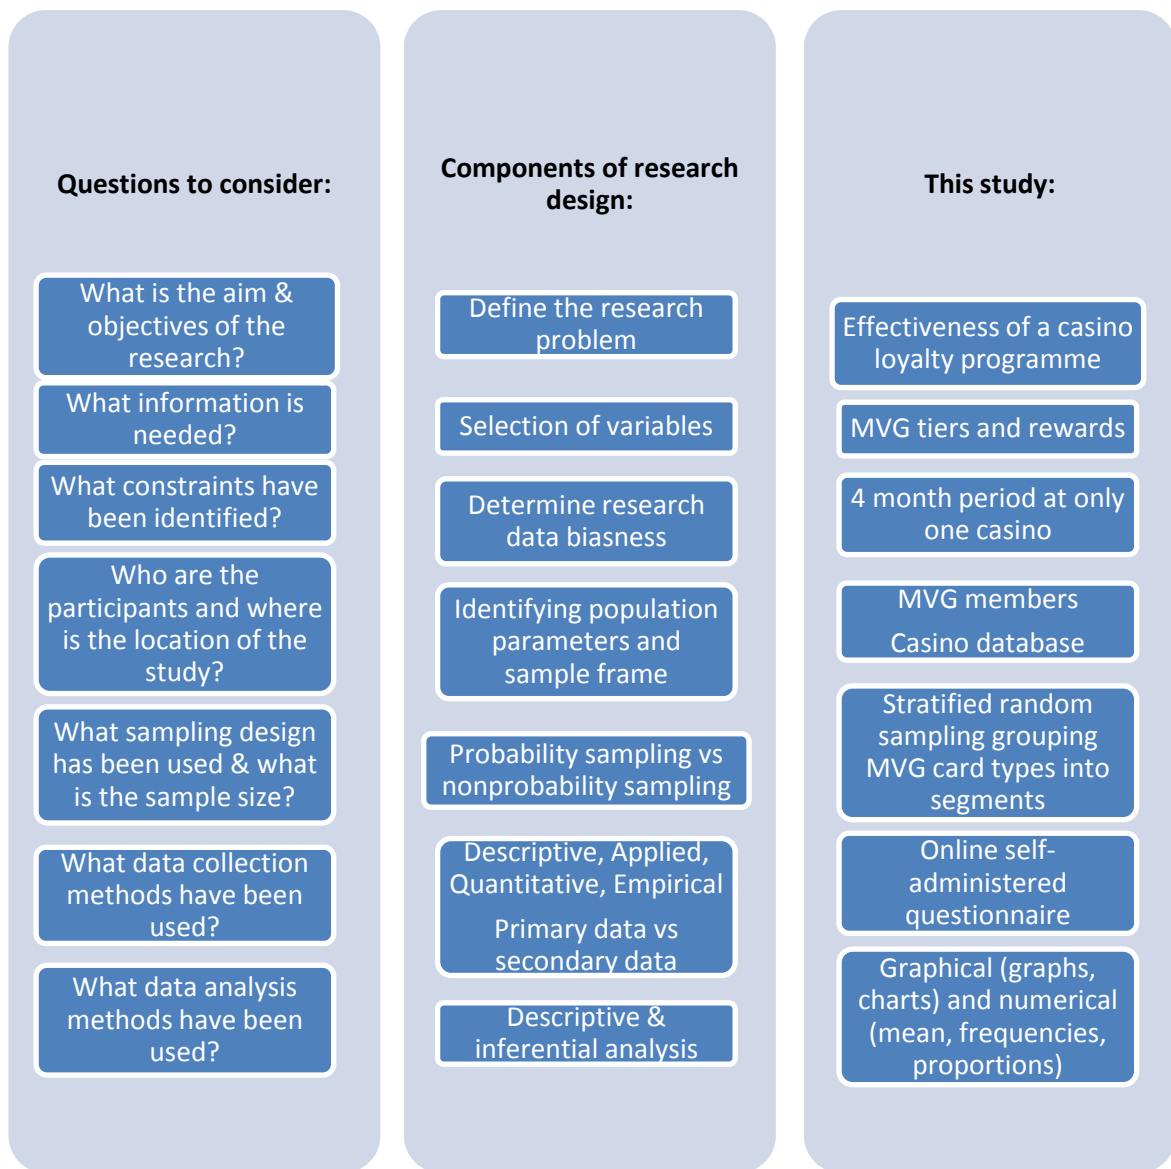 Questions to consider:
What is the aim &
objectives of the
research?
What information is
needed?
What constraints have
been identified?
Who are the
participants and where
is the location of the
study?
What sampling design
has been used & what
is the sample size?
What data collection
methods have been
used?
What data analysis
methods have been
used?
Components of research
design:
Define the research
problem
Selection of variables
Determine research
data biasness
Identifying population
parameters and
sample frame
Probability sampling vs
nonprobability sampling
Descriptive, Applied,
Quantitative, Empirical
Primary data vs
secondary data
Descriptive &
inferential analysis
This study:
Effectiveness of a casino
loyalty programme
MVG tiers and rewards
4 month period at only
one casino
MVG members
Casino database
Stratified random
sampling grouping
MVG card types into
segments
Online self-
administered
questionnaire
Graphical (graphs,
charts) and numerical
(mean, frequencies,
proportions)